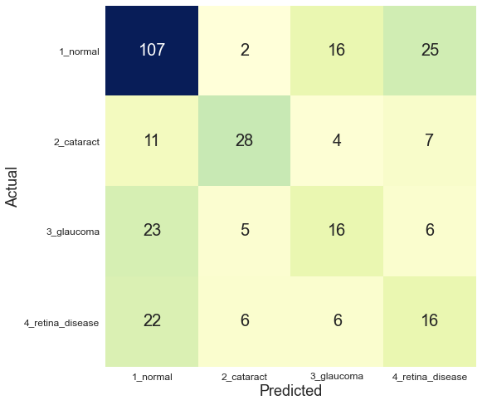 1_normal 107 2 16 25
2_cataract 11 28 4 7
Actual
3_glaucoma 23 5 16 6
4_retina_disease 22 6 6 16
1_normal 2_cataract 3_glaucoma 4_retina_disease
Predicted